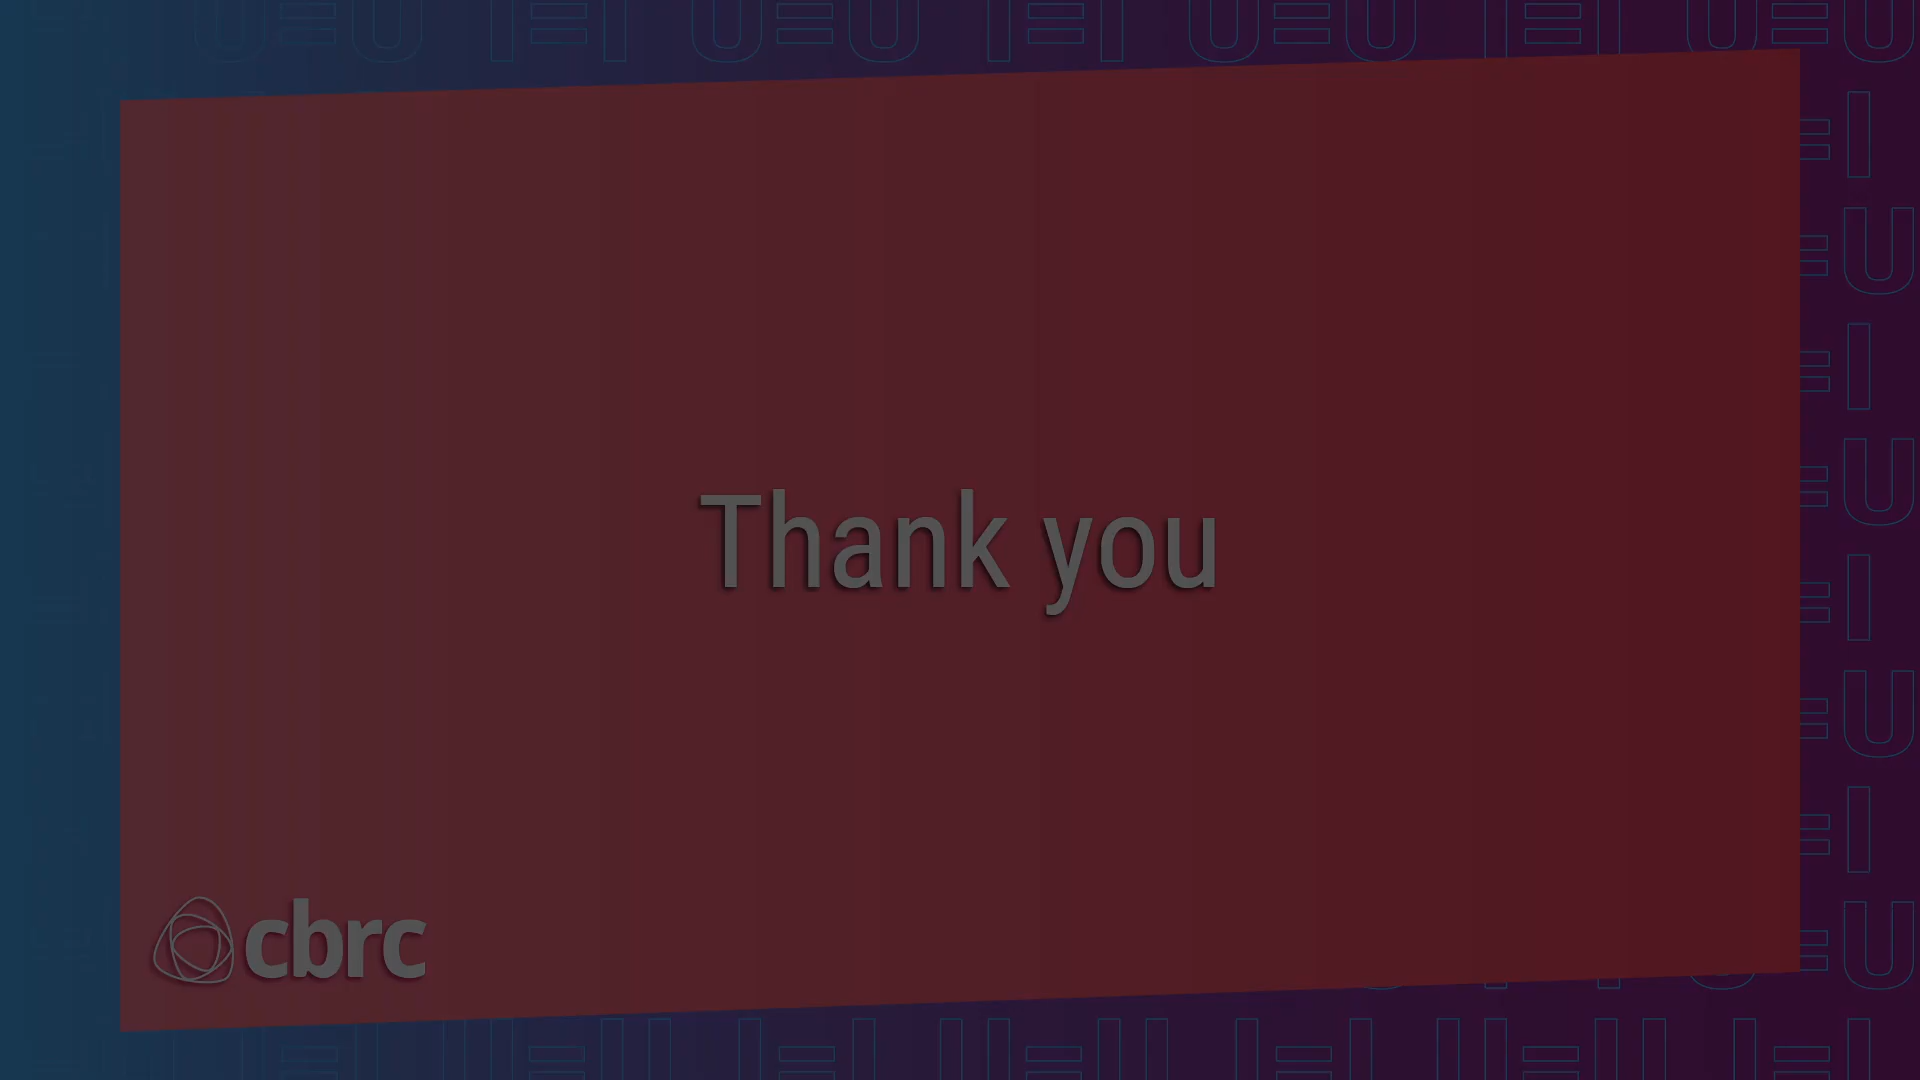 U=U I=I U=U I=I U=U I=I U=U
=I
=U
=I
=U
=I
Thank you
=U
=I
cbrc
=U